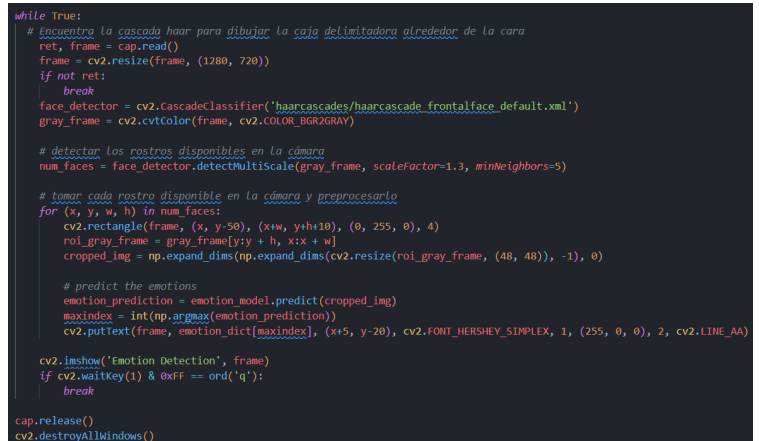 while True:
# Encuentra la cascada haar para dibujar la caja delimitadora alrededor de la cara
ret, frame = cap.read()
frame = cv2.resize(frame, (1280, 720))
if not ret:
break
face_detector = cv2.CascadeClassifier('haarcascades/haarcascade_frontalface_default.xml')
gray_frame = cv2.cvtColor(frame, cv2.COLOR_BGR2GRAY)
# detectar los rostros disponibles en la cámara
num_faces = face_detector.detectMultiScale(gray_frame, scaleFactor=1.3, minNeighbors=5)
# tomar cada rostro disponible en la cámara y preprocesarlo
for (x, y, w, h) in num_faces:
cv2.rectangle(frame, (x, y-50), (x+w, y+h+10), (0, 255, 0), 4)
roi_gray_frame = gray_frame[y:y + h, x:x + w]
cropped_img = np.expand_dims(np.expand_dims(cv2.resize(roi_gray_frame, (48, 48)), -1), 0)
# predict the emotions
emotion_prediction = emotion_model.predict(cropped_img)
maxindex = int(np.argmax(emotion_prediction))
cv2.putText(frame, emotion_dict[maxindex], (x+5, y-20), cv2.FONT_HERSHEY_SIMPLEX, 1, (255, 0, 0), 2, cv2.LINE_AA)
cv2.imshow('Emotion Detection', frame)
if cv2.waitKey(1) & 0xFF == ord('q'):
break
cap.release()
cv2.destroyAllWindows()